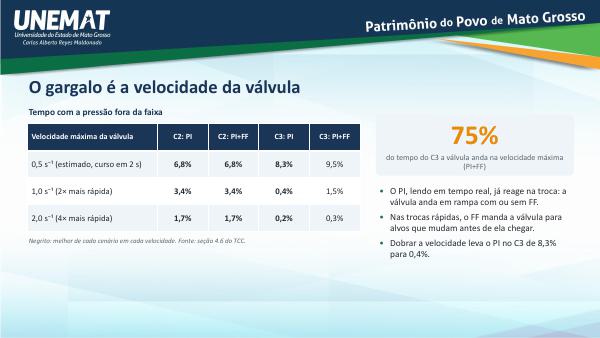 UNEMAT
Universidade do Estado de Mato Grosso
Carlos Alberto Reyes Maldonado
Patrimônio do Povo de Mato Grosso
O gargalo é a velocidade da válvula
Tempo com a pressão fora da faixa
Velocidade máxima da válvula C2: PI C2: PI+FF C3: PI C3: PI+FF
0,5 s⁻¹ (estimado, curso em 2 s) 6,8% 6,8% 8,3% 9,5%
1,0 s⁻¹ (2× mais rápida) 3,4% 3,4% 0,4% 1,5%
2,0 s⁻¹ (4× mais rápida) 1,7% 1,7% 0,2% 0,3%
Negrito: melhor de cada cenário em cada velocidade. Fonte: seção 4.6 do TCC.
75%
do tempo do C3 a válvula anda na velocidade máxima
(PI+FF)
• O PI, lendo em tempo real, já reage na troca: a
válvula anda em rampa com ou sem FF.
• Nas trocas rápidas, o FF manda a válvula para
alvos que mudam antes de ela chegar.
• Dobrar a velocidade leva o PI no C3 de 8,3%
para 0,4%.